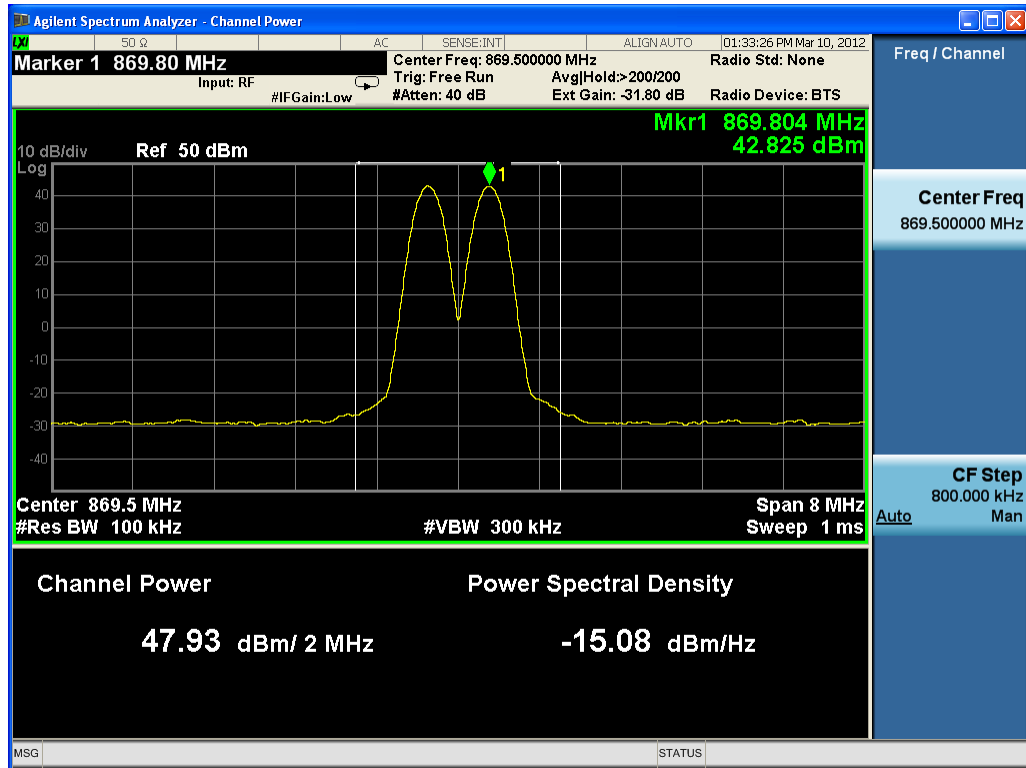 Agilent Spectrum Analyzer - Channel Power
LXI 50 Ω AC SENSE:INT ALIGN AUTO 01:33:26 PM Mar 10, 2012
Marker 1 869.80 MHz
Input: RF
#IFGain:Low
Center Freq: 869.500000 MHz
Trig: Free Run Avg|Hold:>200/200
#Atten: 40 dB Ext Gain: -31.80 dB
Radio Std: None
Radio Device: BTS
Freq / Channel
Mkr1 869.804 MHz
42.825 dBm
10 dB/div Ref 50 dBm
Log
1
40
30
20
10
0
-10
-20
-30
-40
Center Freq
869.500000 MHz
CF Step
800.000 kHz
Auto Man
Center 869.5 MHz Span 8 MHz
#Res BW 100 kHz #VBW 300 kHz Sweep 1 ms
Channel Power Power Spectral Density
47.93 dBm/ 2 MHz -15.08 dBm/Hz
MSG STATUS